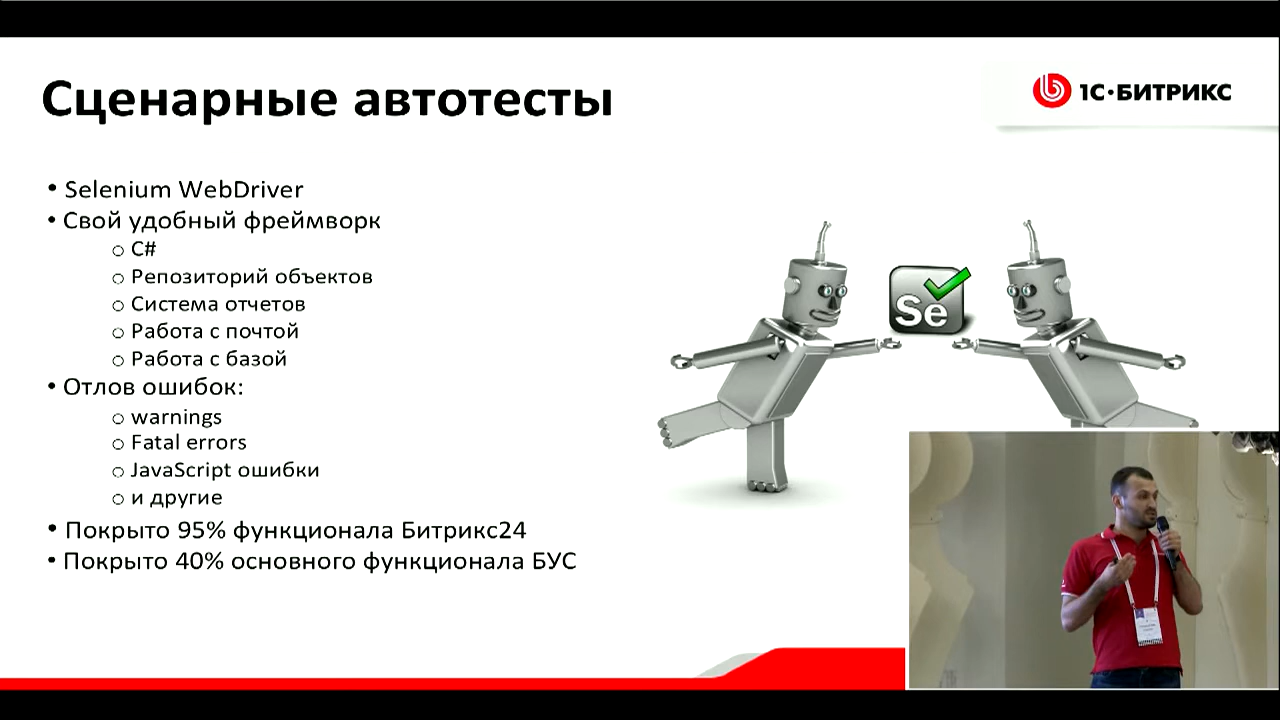 Сценарные автотесты
1С·БИТРИКС
• Selenium WebDriver
• Свой удобный фреймворк
o C#
o Репозиторий объектов
o Система отчетов
o Работа с почтой
o Работа с базой
• Отлов ошибок:
o warnings
o Fatal errors
o JavaScript ошибки
o и другие
• Покрыто 95% функционала Битрикс24
• Покрыто 40% основного функционала БУС
Se